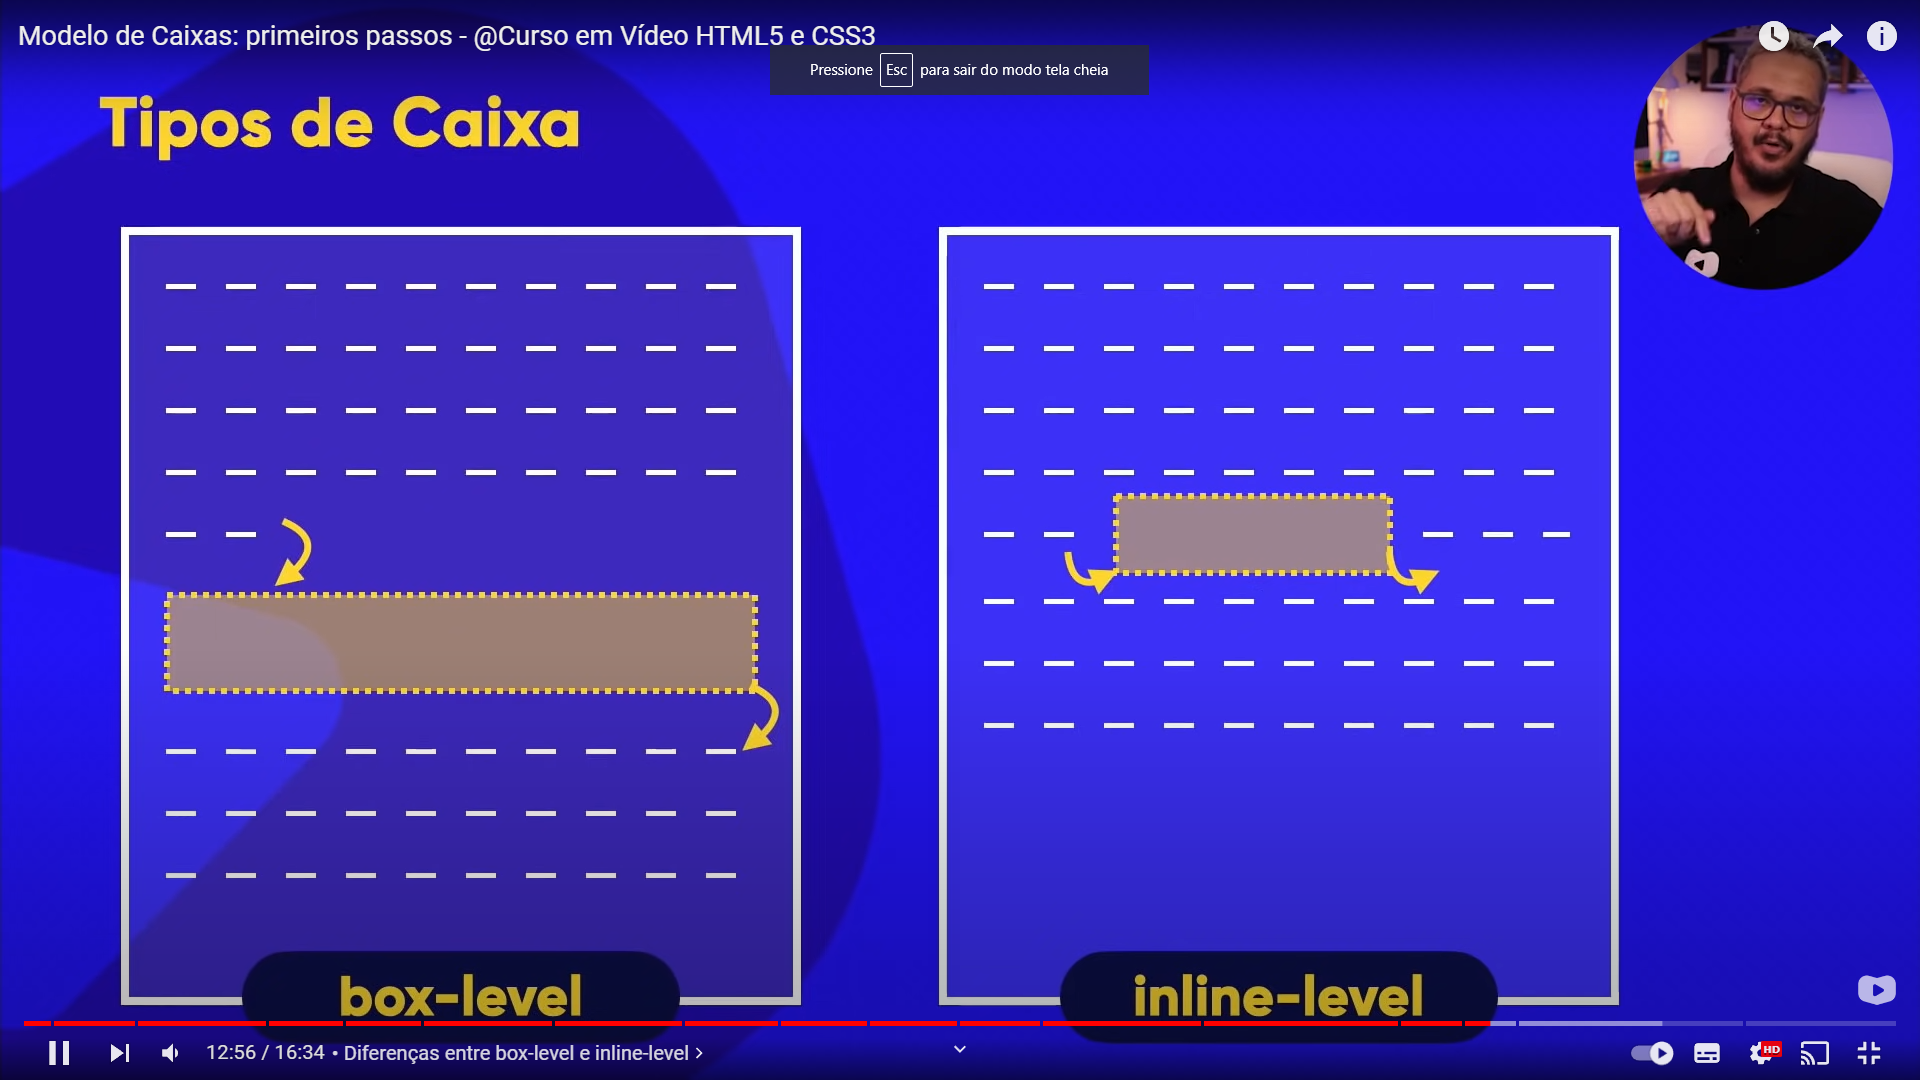 Modelo de Caixas: primeiros passos - @Curso em Vídeo HTML5 e CSS3
Pressione Esc para sair do modo tela cheia
Tipos de Caixa
box-level
inline-level
12:56 / 16:34 • Diferenças entre box-level e inline-level
HD